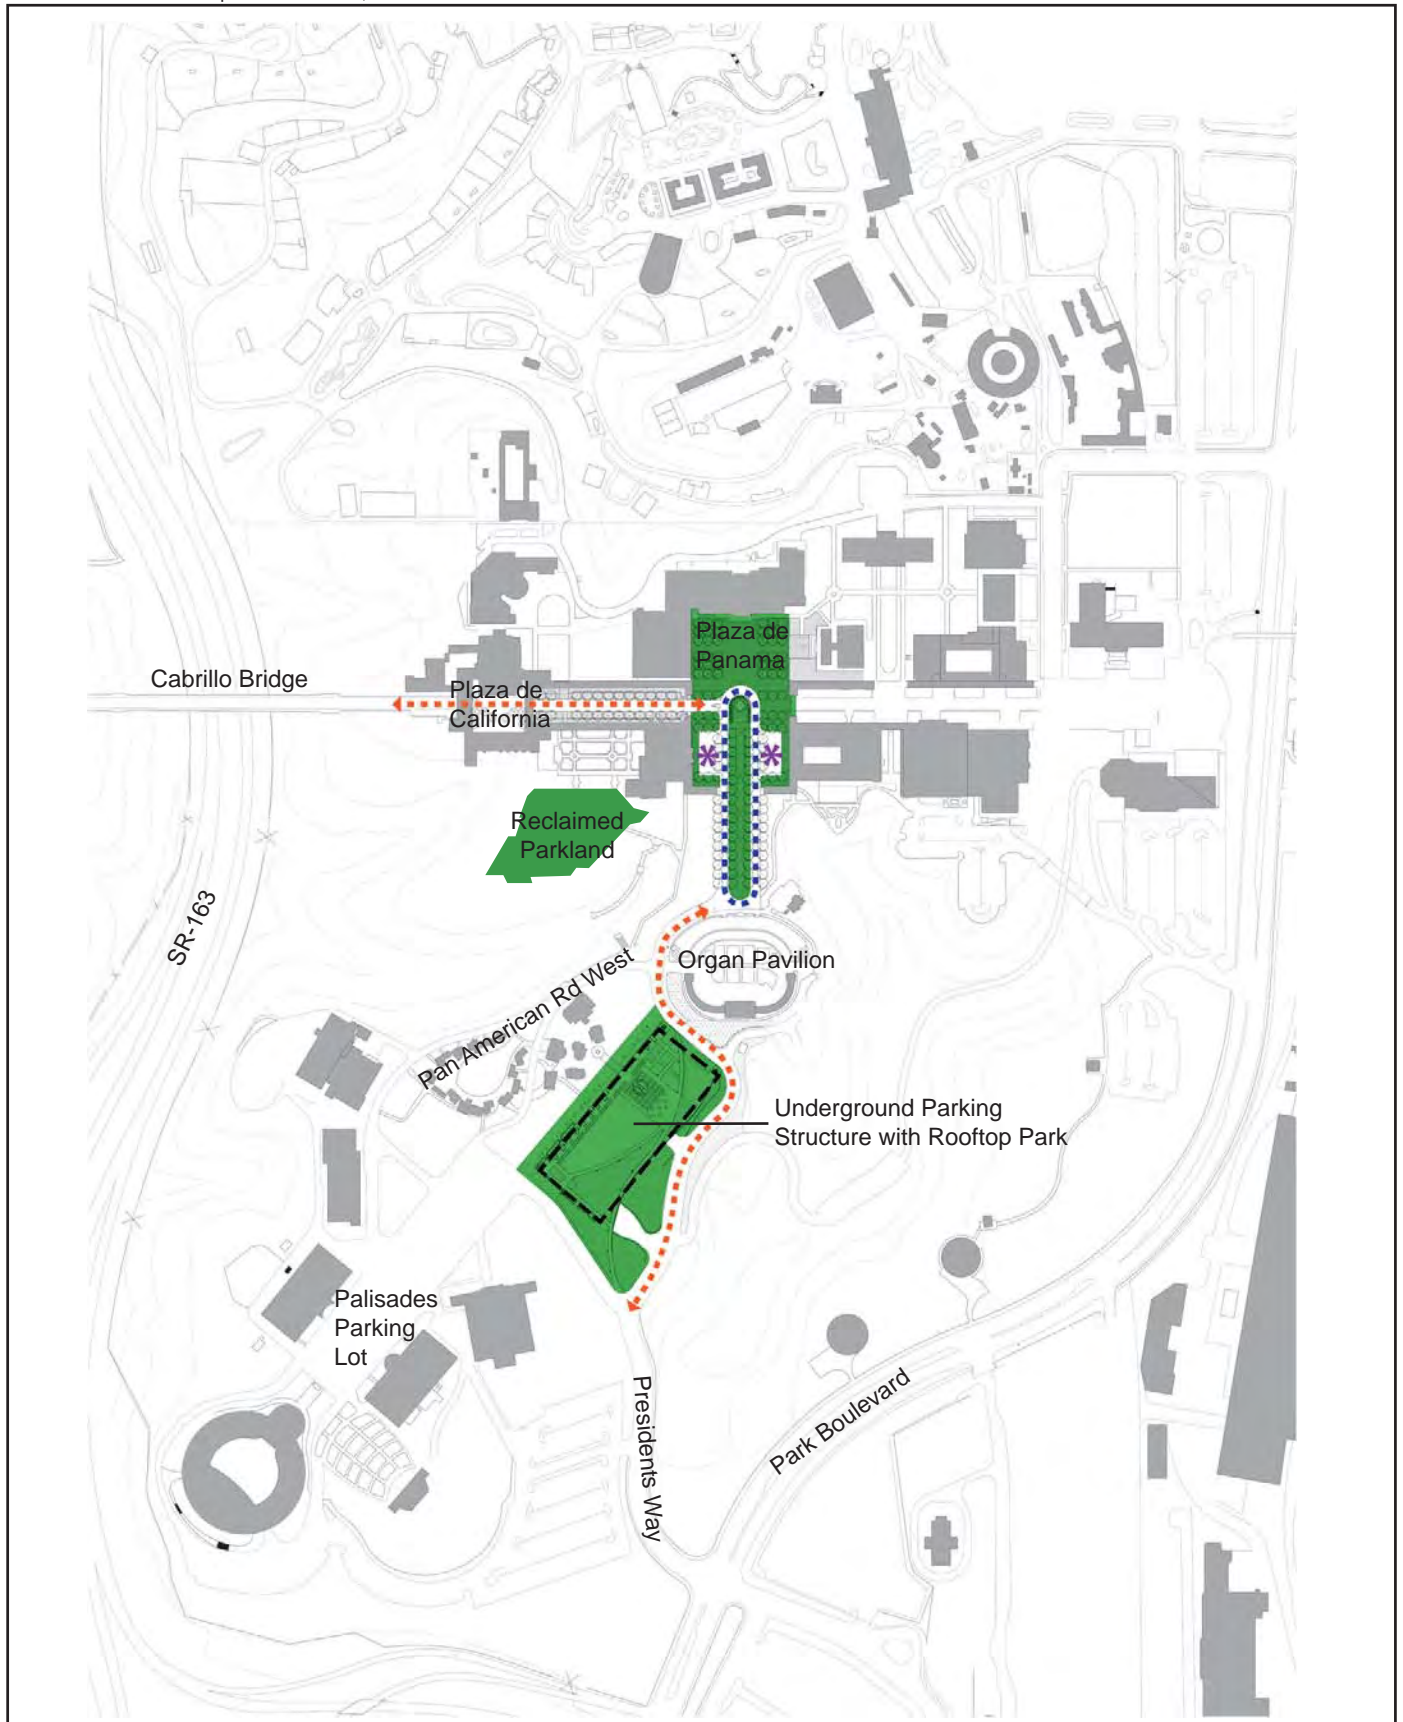 Plaza de
Panama
Cabrillo Bridge
Plaza de
California
Reclaimed
Parkland
SR-163
Organ Pavilion
Pan American Rd West
Underground Parking
Structure with Rooftop Park
Palisades
Parking
Lot
Presidents Way
Park Boulevard